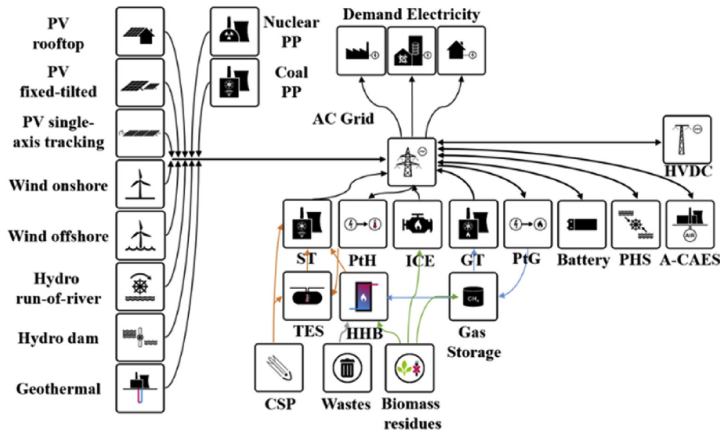 PV
rooftop
PV
fixed-tilted
PV single-
axis tracking
Wind onshore
Wind offshore
Hydro
run-of-river
Hydro dam
Geothermal
Nuclear
PP
Coal
PP
Demand Electricity
AC Grid
HVDC
ST
PtH
ICE
GT
PtG
Battery
PHS
A-CAES
AIR
TES
HHB
CH₄
Gas
Storage
CSP
Wastes
Biomass
residues